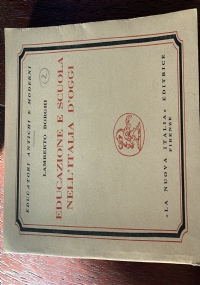 EDUCATORI ANTICHI E MODERNI
2
LAMBERTO BORGHI
EDUCAZIONE E SCUOLA
NELL'ITALIA D'OGGI
«LA NUOVA ITALIA» EDITRICE
FIRENZE